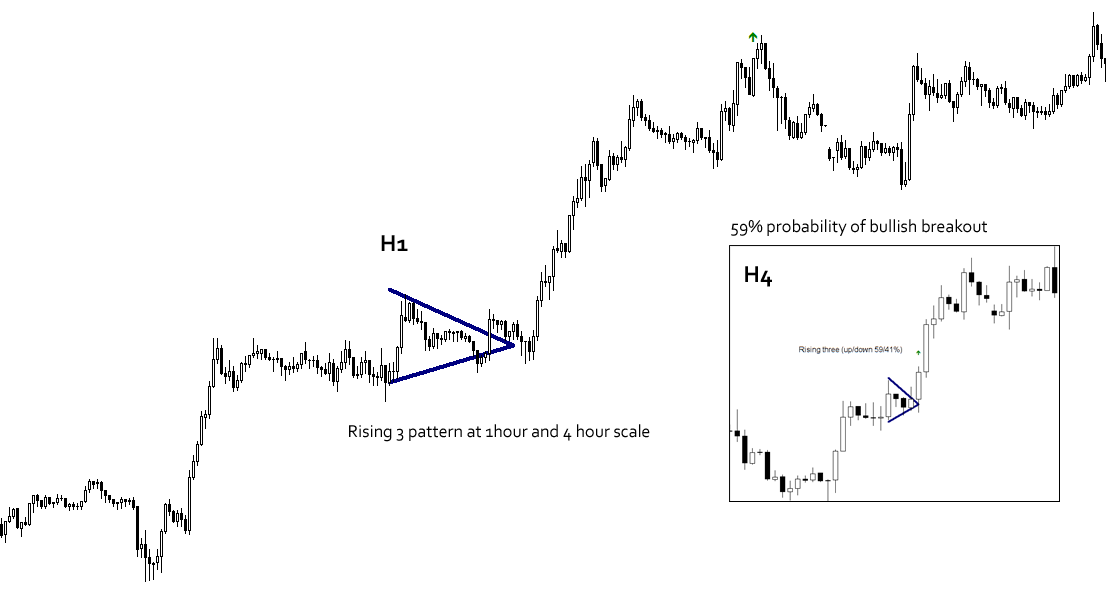 H1
Rising 3 pattern at 1hour and 4 hour scale
59% probability of bullish breakout
H4
Rising three (up/down 59/41%)